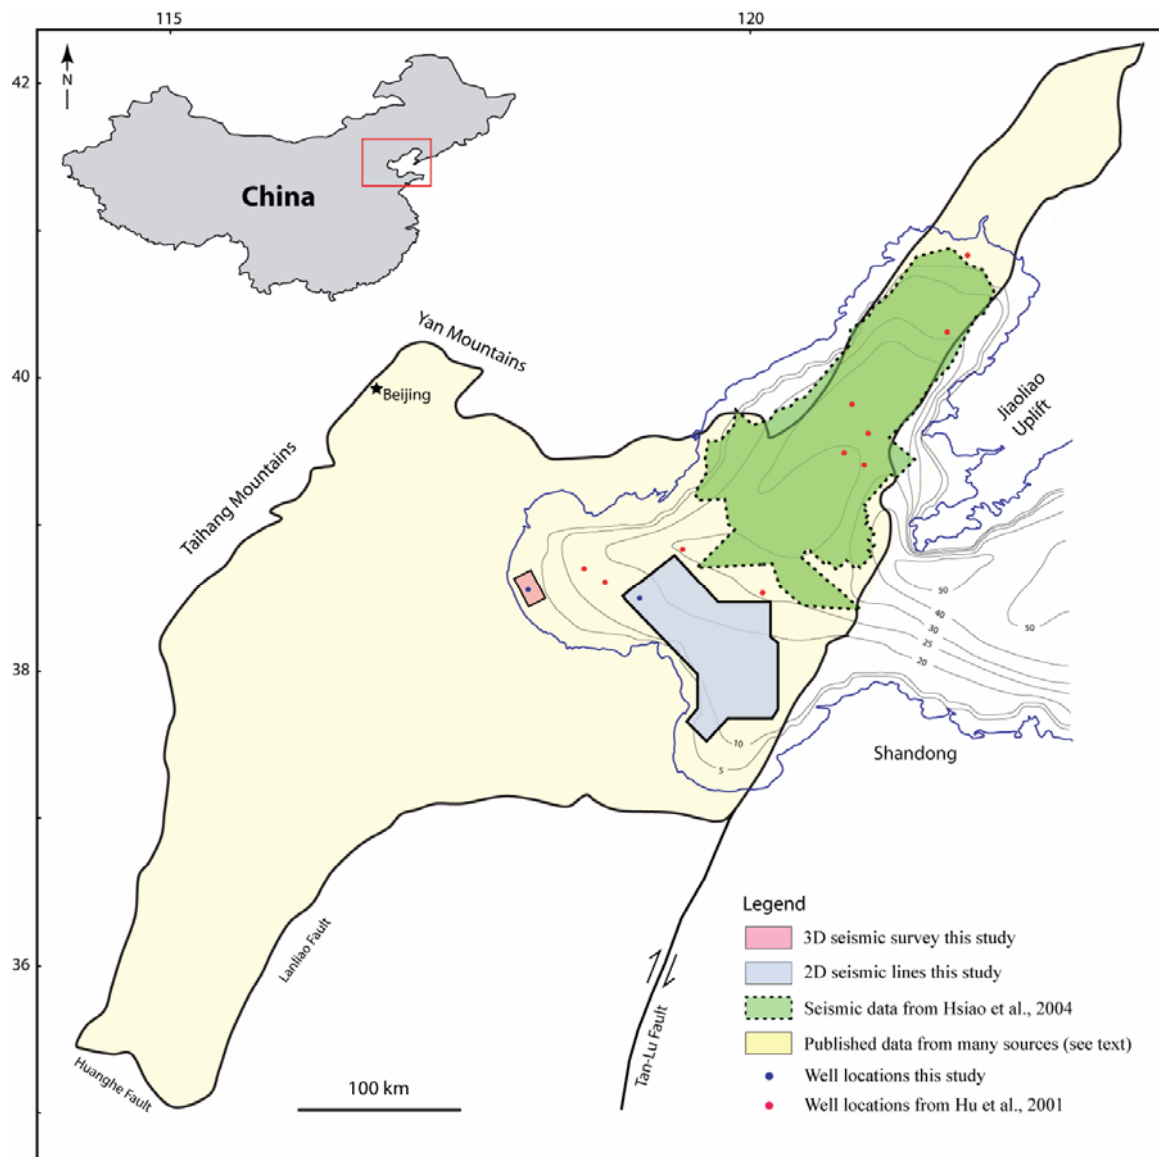 115
120
42
N
China
Yan Mountains
40
Beijing
Jiaoliao
Uplift
Taihang Mountains
50
40
50
30
25
20
38
10
5
Shandong
Legend
3D seismic survey this study
2D seismic lines this study
Seismic data from Hsiao et al., 2004
Published data from many sources (see text)
Well locations this study
Well locations from Hu et al., 2001
Lanliao Fault
36
Tan-Lu Fault
Huanghe Fault
100 km